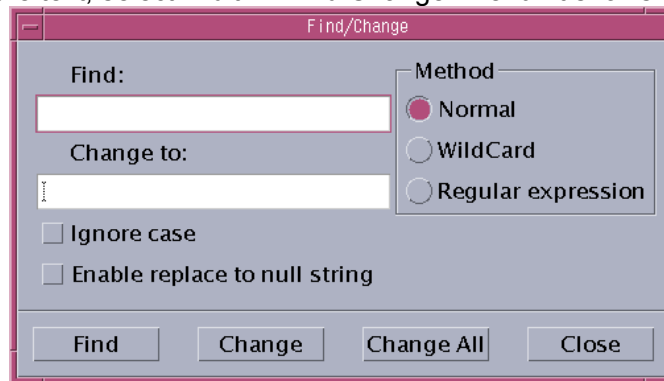 Find/Change
Find:
Change to:
Ignore case
Enable replace to null string
Method
Normal
WildCard
Regular expression
Find
Change
Change All
Close